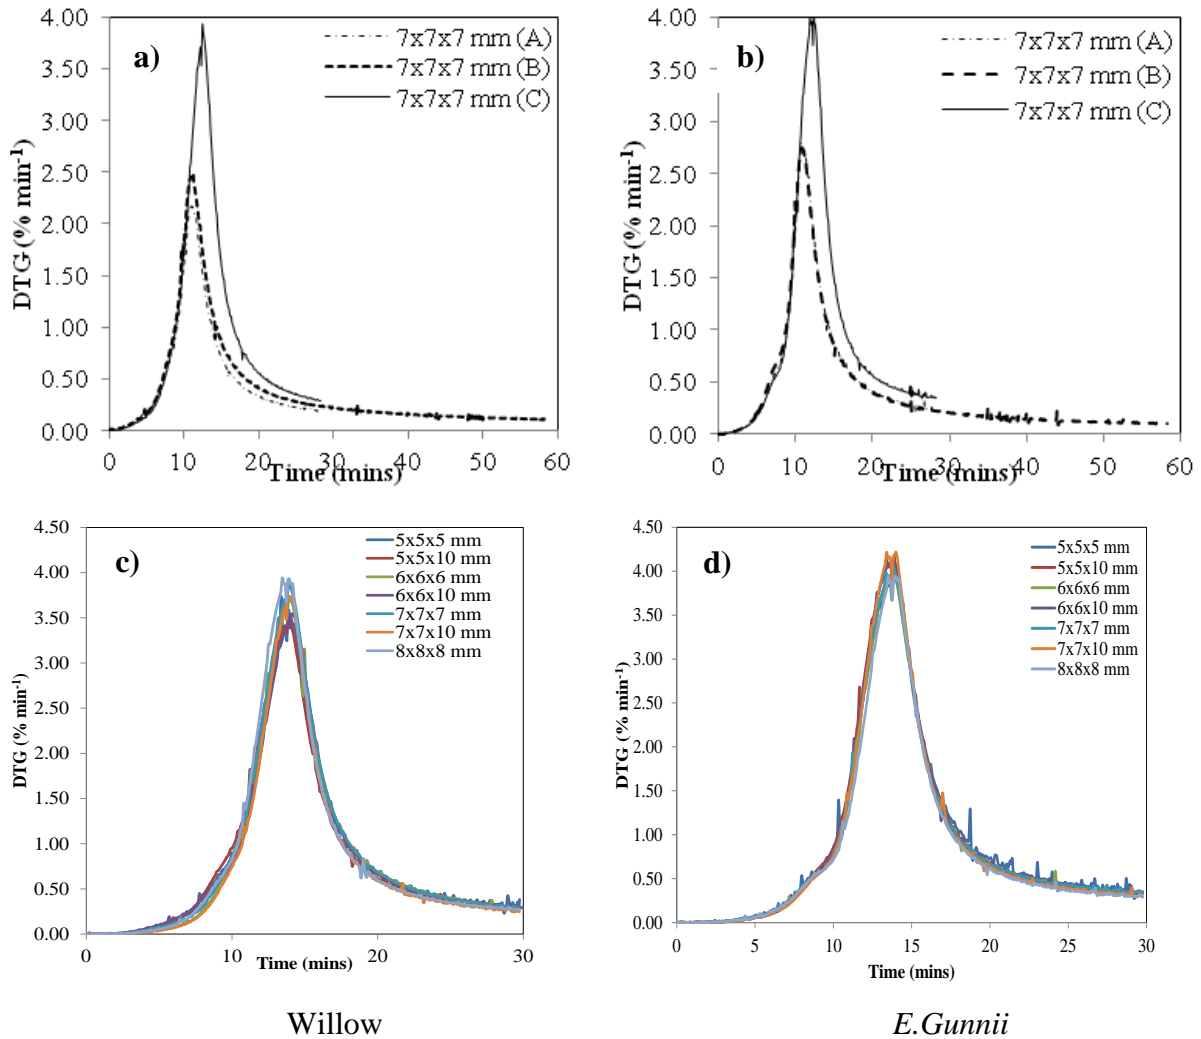 a)
7x7x7 mm (A)
7x7x7 mm (B)
7x7x7 mm (C)
DTG (% min⁻¹)
4.00
3.50
3.00
2.50
2.00
1.50
1.00
0.50
0.00
0 10 20 30 40 50 60
Time (mins)
b)
7x7x7 mm (A)
7x7x7 mm (B)
7x7x7 mm (C)
DTG (% min⁻¹)
4.00
3.50
3.00
2.50
2.00
1.50
1.00
0.50
0.00
0 10 20 30 40 50 60
Time (mins)
c)
5x5x5 mm
5x5x10 mm
6x6x6 mm
6x6x10 mm
7x7x7 mm
7x7x10 mm
8x8x8 mm
DTG (% min⁻¹)
4.50
4.00
3.50
3.00
2.50
2.00
1.50
1.00
0.50
0.00
0 10 20 30
Time (mins)
d)
5x5x5 mm
5x5x10 mm
6x6x6 mm
6x6x10 mm
7x7x7 mm
7x7x10 mm
8x8x8 mm
DTG (% min⁻¹)
4.50
4.00
3.50
3.00
2.50
2.00
1.50
1.00
0.50
0.00
0 5 10 15 20 25 30
Time (mins)
Willow
E.Gunnii